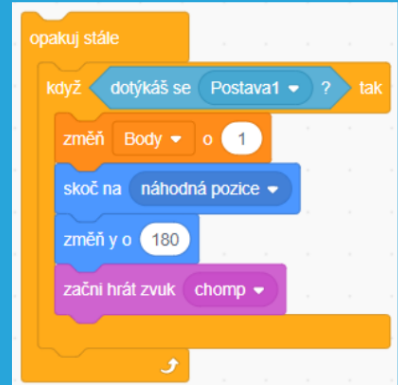 opakuj stále
když dotýkáš se Postava1 ? tak
změň Body o 1
skoč na náhodná pozice
změň y o 180
začni hrát zvuk chomp